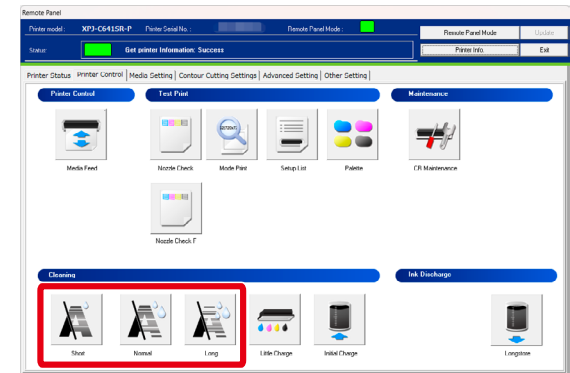 Remote Panel
Printer model : XPJ-C641SR-P Printer Serial No. : Remote Panel Mode : Remote Panel Mode Update
Status: Get printer Information: Success Printer Info. Exit
Printer Status Printer Control Media Setting Contour Cutting Settings Advanced Setting Other Setting
Printer Control Test Print Maintenance
Media Feed Nozzle Check Mode Print Setup List Palette CR Maintenance
Nozzle Check F
Cleaning Ink Discharge
Short Normal Long Little Charge Initial Charge Longstore